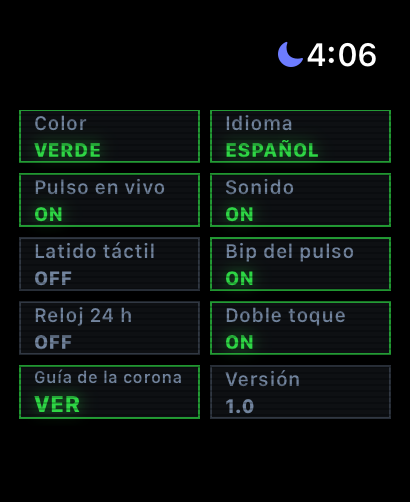 4:06
Color
VERDE
Idioma
ESPAÑOL
Pulso en vivo
ON
Sonido
ON
Latido táctil
OFF
Bip del pulso
ON
Reloj 24 h
OFF
Doble toque
ON
Guía de la corona
VER
Versión
1.0